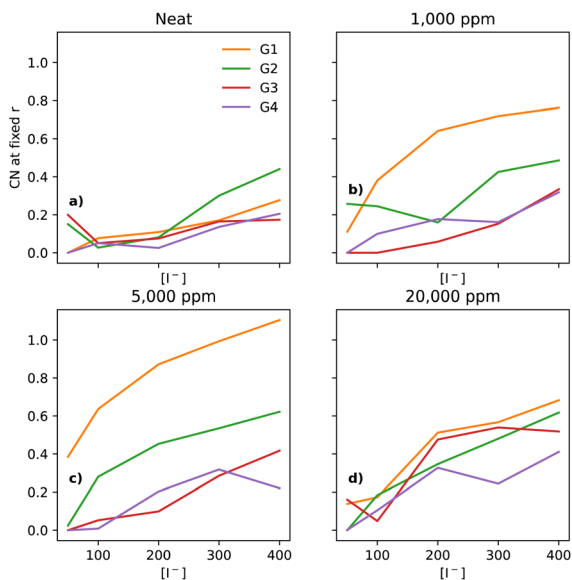 Neat
1,000 ppm
CN at fixed r
1.0
0.8
0.6
0.4
0.2
0.0
G1
G2
G3
G4
a)
b)
[I⁻]
[I⁻]
5,000 ppm
20,000 ppm
1.0
0.8
0.6
0.4
0.2
0.0
c)
d)
100 200 300 400
100 200 300 400
[I⁻]
[I⁻]